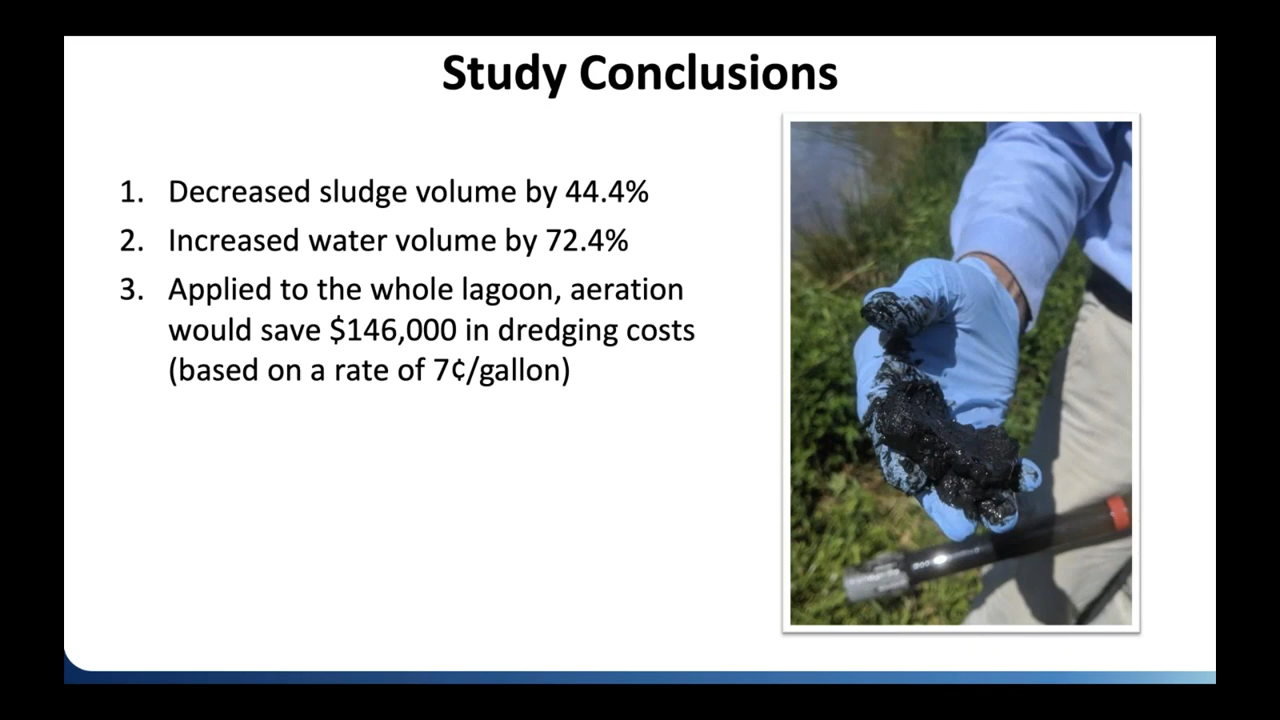 Study Conclusions
1. Decreased sludge volume by 44.4%
2. Increased water volume by 72.4%
3. Applied to the whole lagoon, aeration
would save $146,000 in dredging costs
(based on a rate of 7¢/gallon)